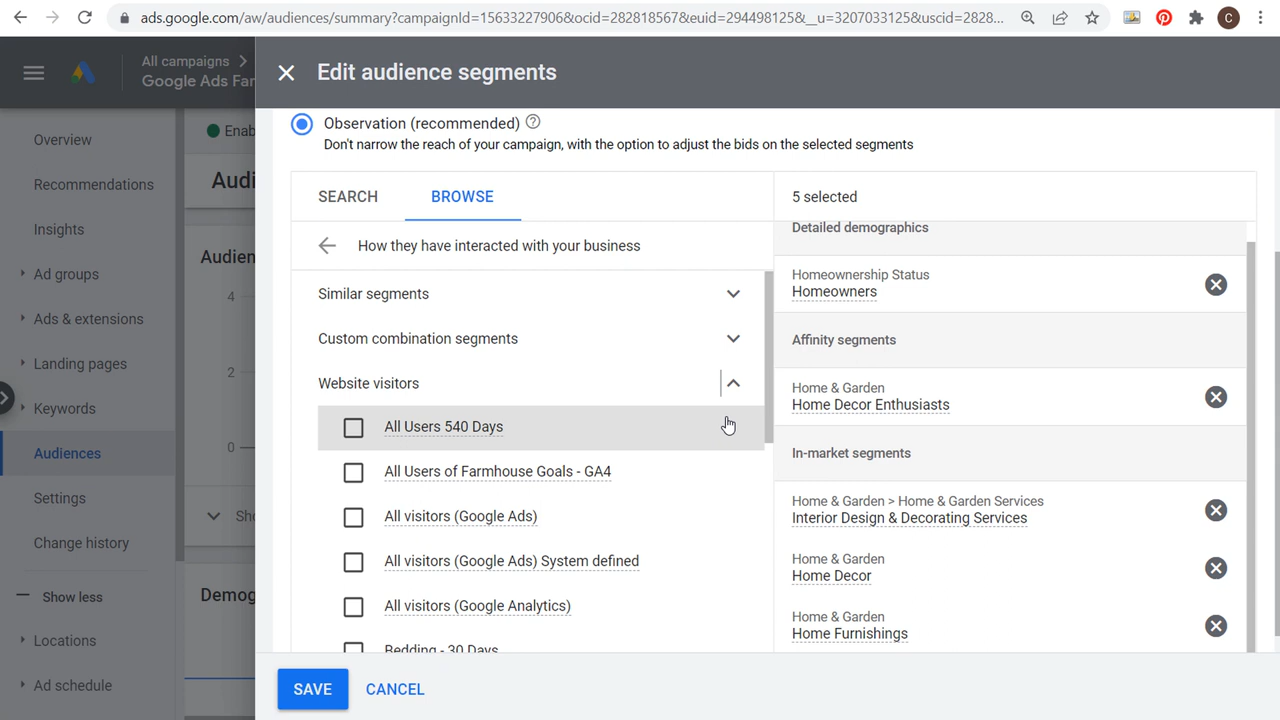 ads.google.com/aw/audiences/summary?campaignId=15633227906&ocid=282818567&euid=294498125&__u=3207033125&uscid=2828...
C
All campaigns
Google Ads Far
Edit audience segments
Overview
Recommendations
Insights
Ad groups
Ads & extensions
Landing pages
Keywords
Audiences
Settings
Change history
Show less
Locations
Ad schedule
Enab
Audi
Audien
4
2
0
Sho
Demog
Observation (recommended)
Don't narrow the reach of your campaign, with the option to adjust the bids on the selected segments
SEARCH
BROWSE
How they have interacted with your business
Similar segments
Custom combination segments
Website visitors
All Users 540 Days
All Users of Farmhouse Goals - GA4
All visitors (Google Ads)
All visitors (Google Ads) System defined
All visitors (Google Analytics)
Bedding - 30 Days
5 selected
Detailed demographics
Homeownership Status
Homeowners
Affinity segments
Home & Garden
Home Decor Enthusiasts
In-market segments
Home & Garden > Home & Garden Services
Interior Design & Decorating Services
Home & Garden
Home Decor
Home & Garden
Home Furnishings
SAVE
CANCEL